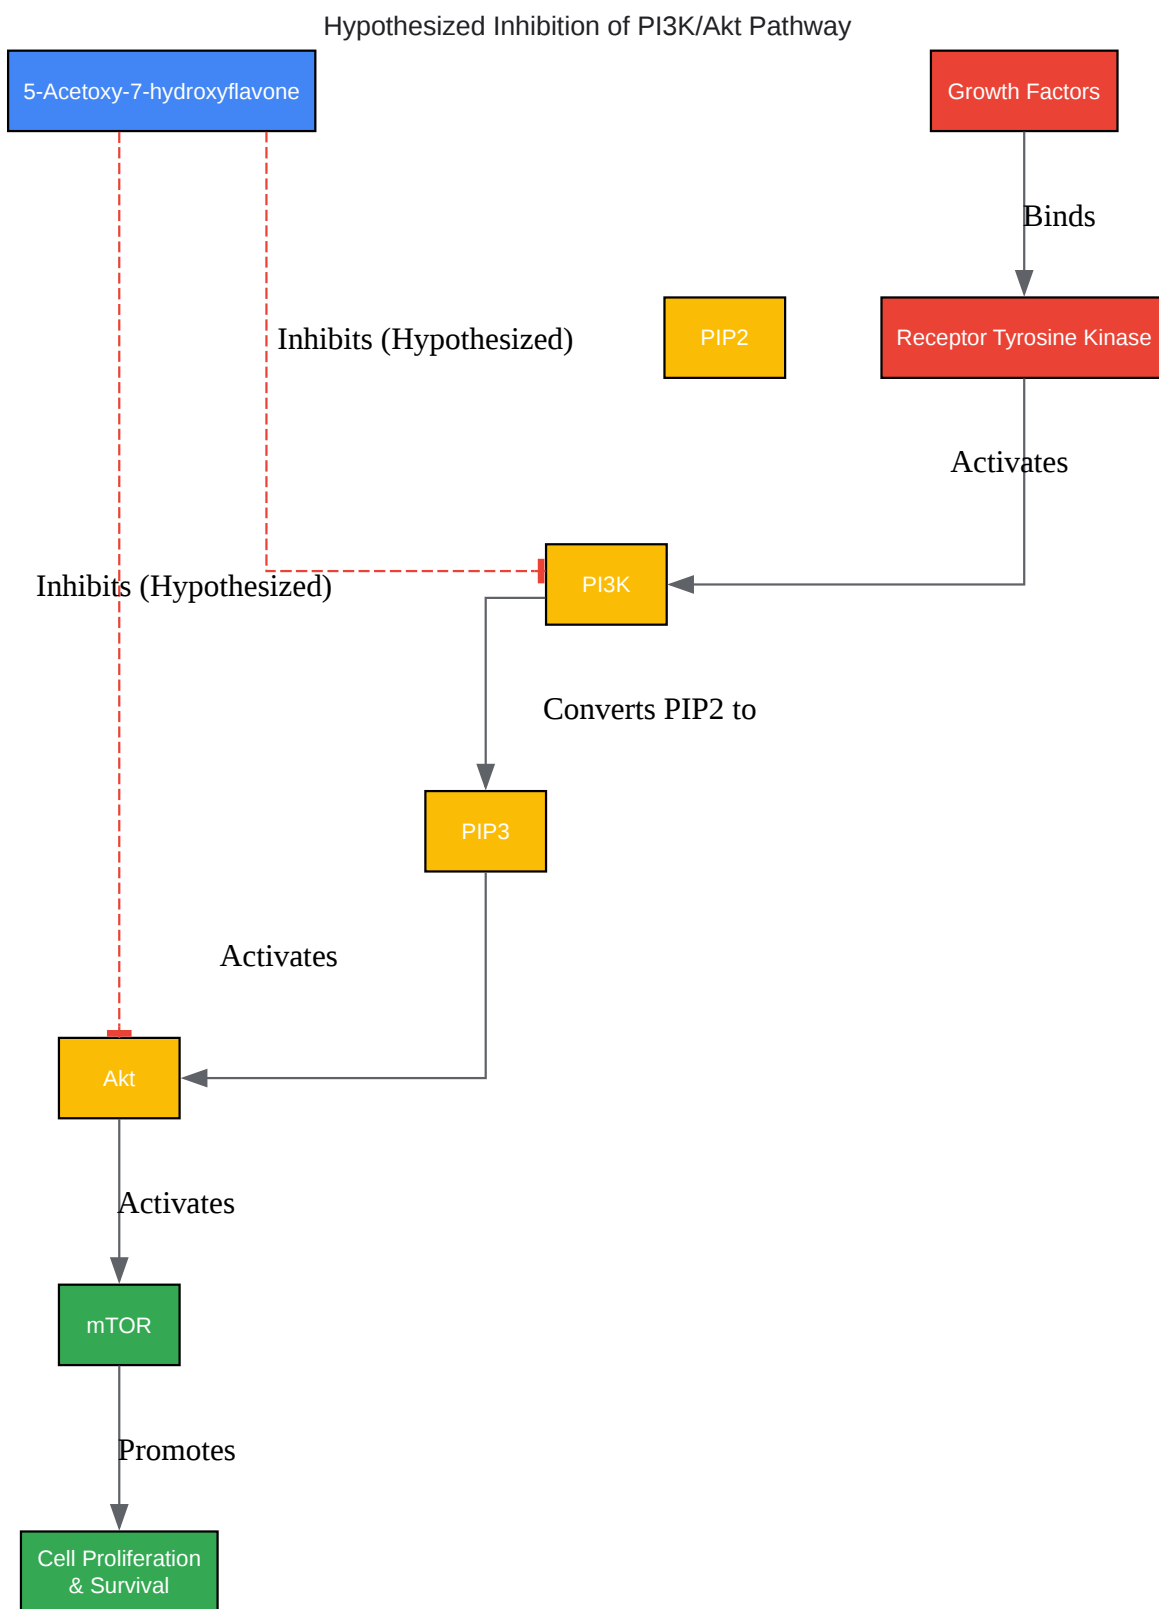 Hypothesized Inhibition of PI3K/Akt Pathway
5-Acetoxy-7-hydroxyflavone
Growth Factors
Binds
Inhibits (Hypothesized)
PIP2
Receptor Tyrosine Kinase
Activates
Inhibits (Hypothesized)
PI3K
Converts PIP2 to
PIP3
Activates
Akt
Activates
mTOR
Promotes
Cell Proliferation
& Survival